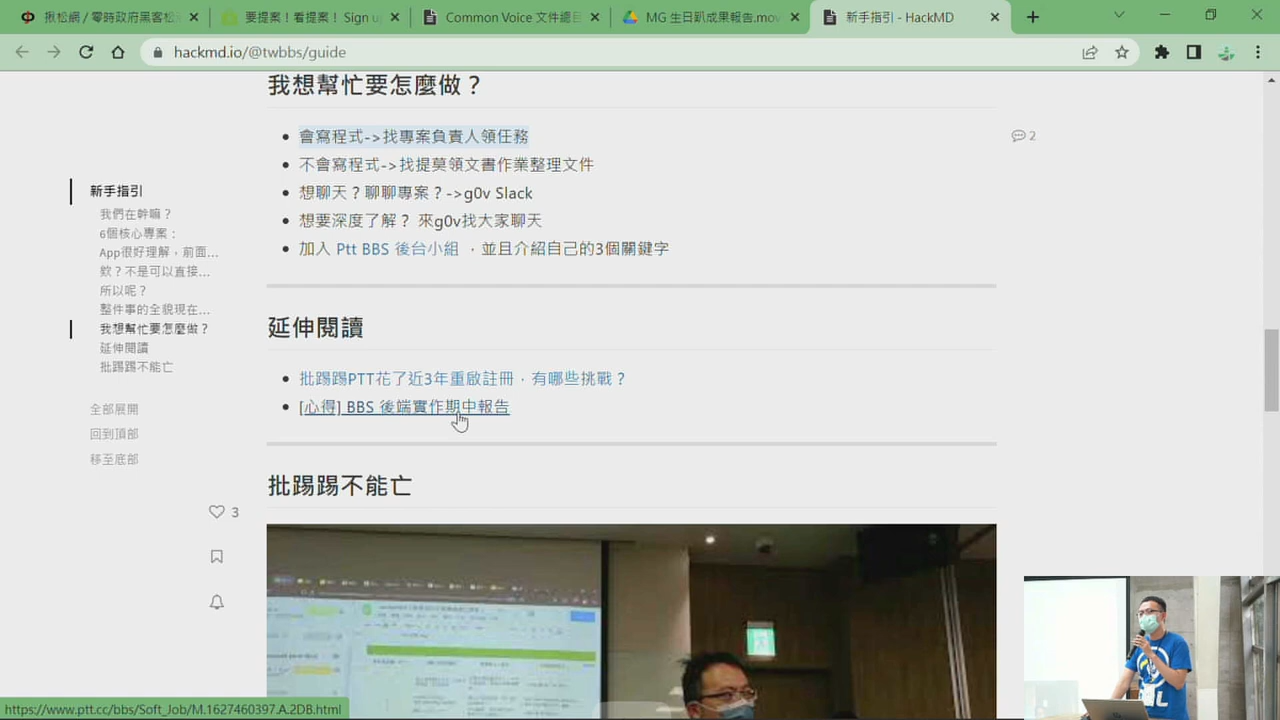 揪松網 / 零時政府黑客松
要提案！看提案！ Sign u
Common Voice 文件總
MG 生日趴成果報告.mov
新手指引 - HackMD
hackmd.io/@twbbs/guide
我想幫忙要怎麼做？
會寫程式->找專案負責人領任務
2
不會寫程式->找提莫領文書作業整理文件
想聊天？聊聊專案？->g0v Slack
想要深度了解？ 來g0v找大家聊天
加入 Ptt BBS 後台小組 ，並且介紹自己的3個關鍵字
新手指引
我們在幹嘛？
6個核心專案：
App很好理解，前面...
欸？不是可以直接...
所以呢？
整件事的全貌現在...
我想幫忙要怎麼做？
延伸閱讀
批踢踢不能亡
全部展開
回到頂部
移至底部
3
延伸閱讀
批踢踢PTT花了近3年重啟註冊，有哪些挑戰？
[心得] BBS 後端實作期中報告
批踢踢不能亡
https://www.ptt.cc/bbs/Soft_Job/M.1627460397.A.2DB.html